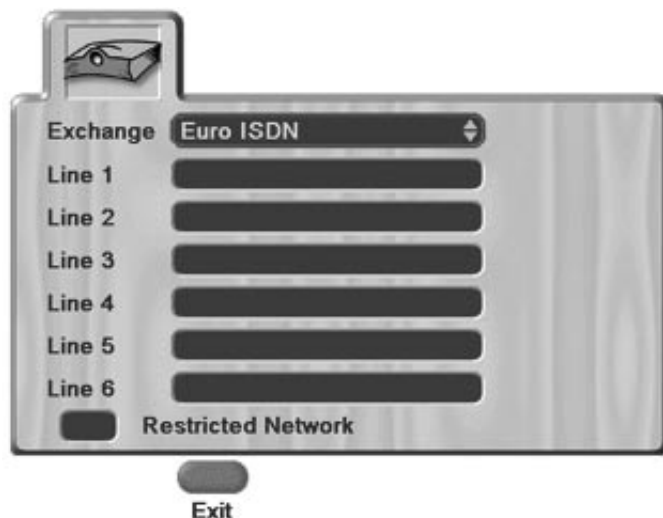 Exchange Euro ISDN
Line 1
Line 2
Line 3
Line 4
Line 5
Line 6
Restricted Network
Exit